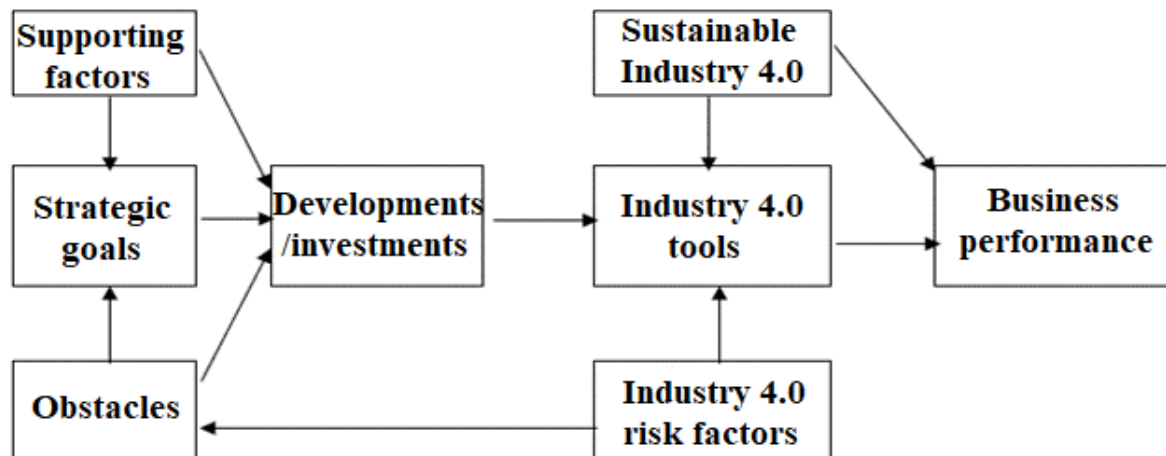 Supporting
factors
Sustainable
Industry 4.0
Strategic
goals
Developments
/investments
Industry 4.0
tools
Business
performance
Obstacles
Industry 4.0
risk factors